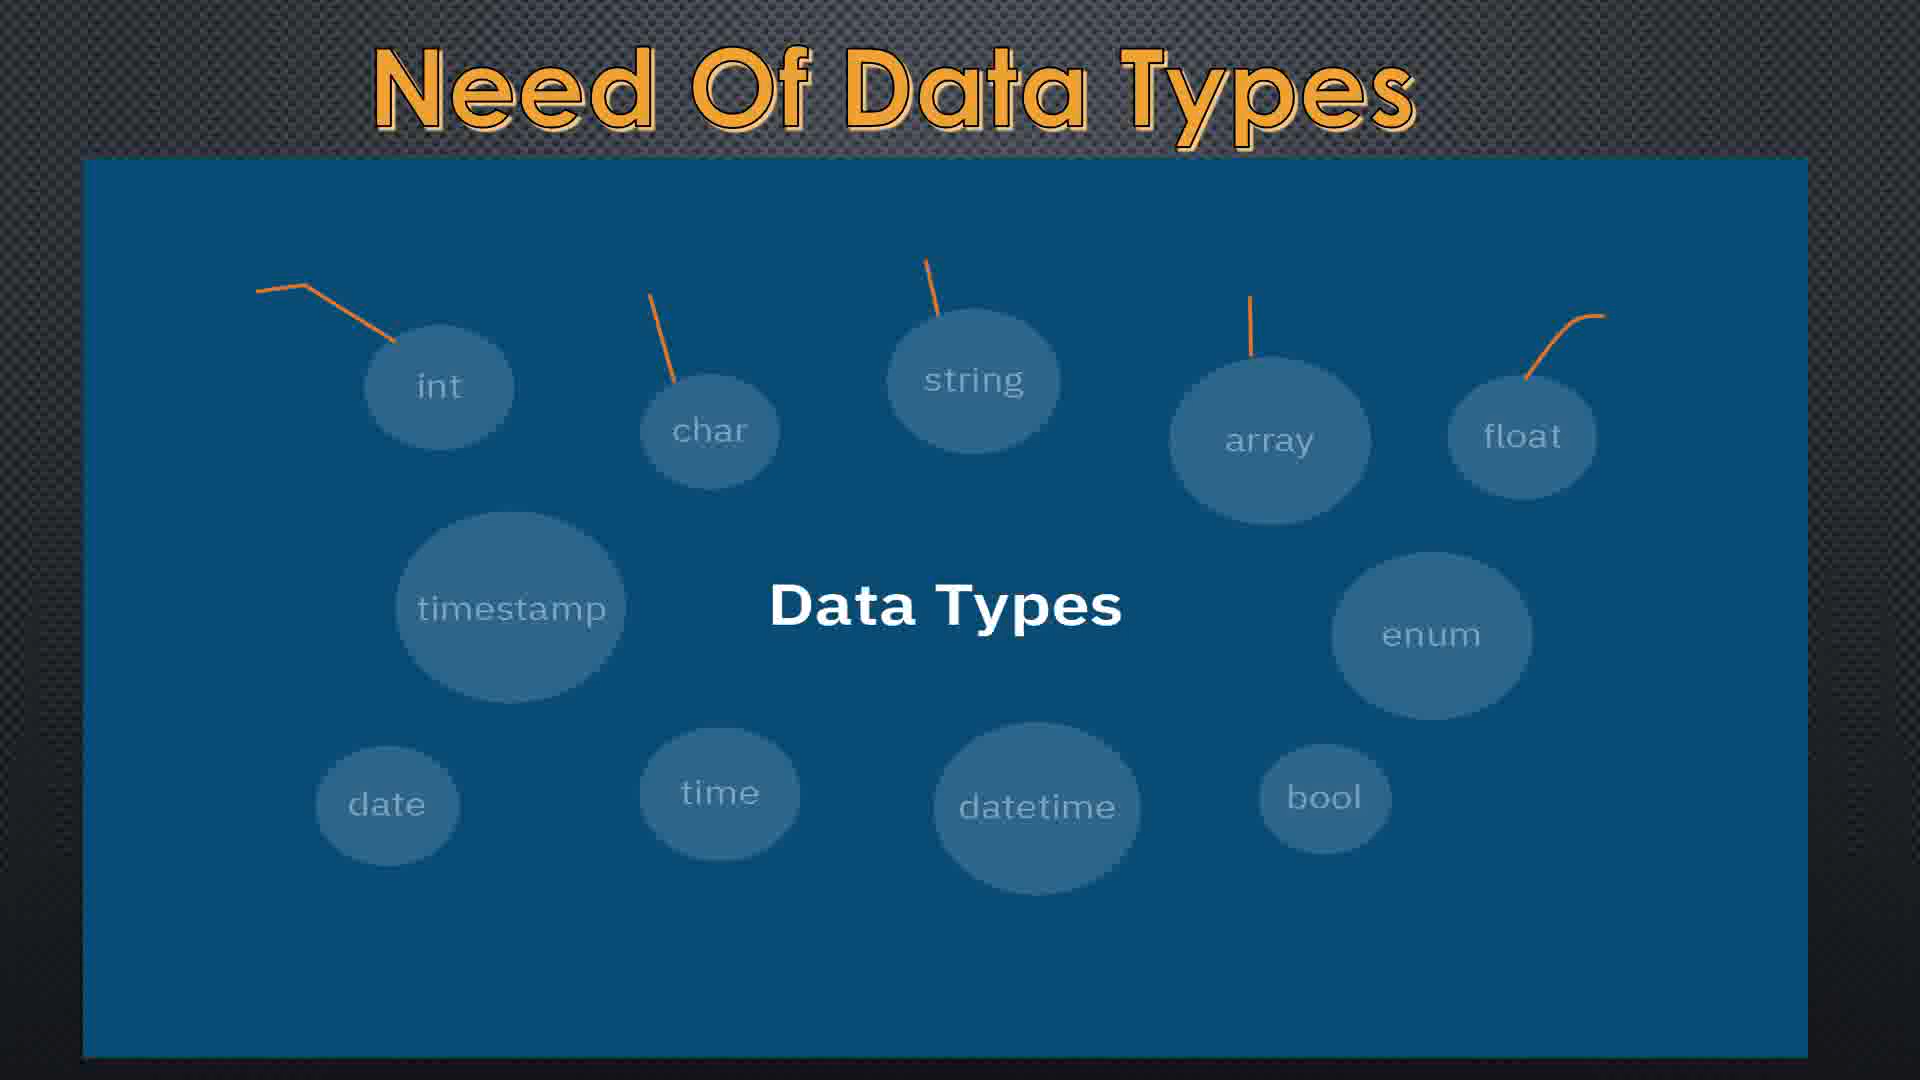 Need Of Data Types
int
char
string
array
float
timestamp
Data Types
enum
date
time
datetime
bool